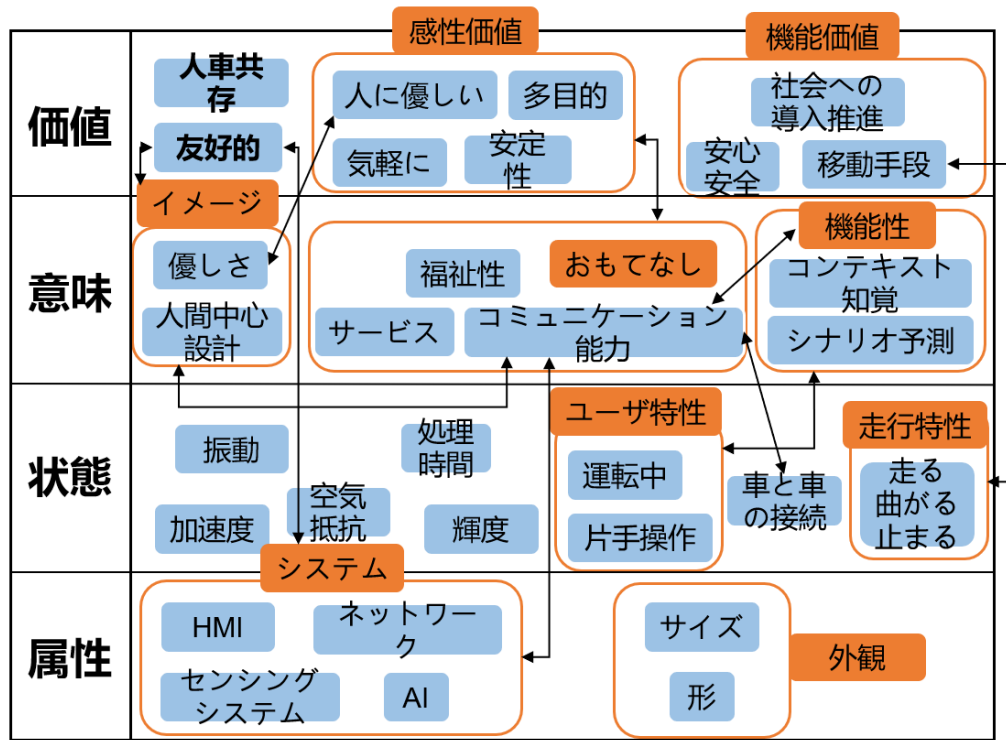 感性価値
機能価値
価値
人車共
存
友好的
人に優しい
多目的
気軽に
安定
性
社会への
導入推進
安心
安全
移動手段
イメージ
意味
優しさ
人間中心
設計
福祉性
おもてなし
サービス
コミュニケーション
能力
機能性
コンテキスト
知覚
シナリオ予測
状態
振動
処理
時間
加速度
空気
抵抗
輝度
ユーザ特性
運転中
片手操作
車と車
の接続
走行特性
走る
曲がる
止まる
システム
属性
HMI
ネットワー
ク
センシング
システム
AI
サイズ
形
外観